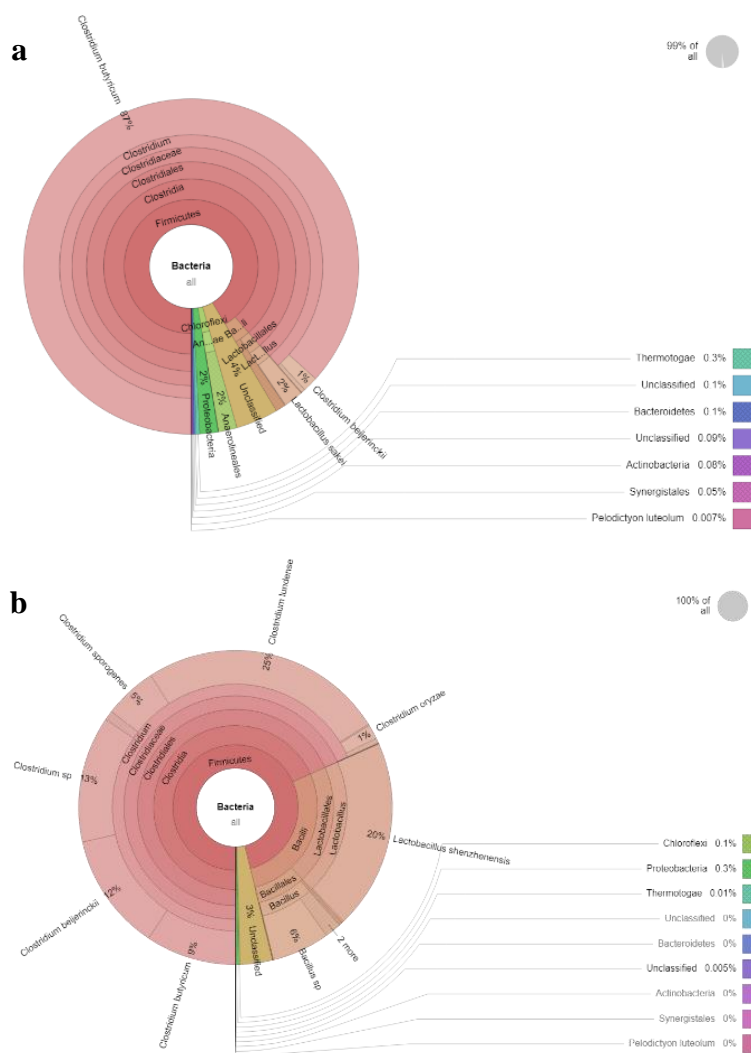 a
99% of
all
Clostridium butyricum 87%
Clostridium
Clostridiaceae
Clostridiales
Clostridia
Firmicutes
Bacteria
all
Chloroflexi
An...ae
Ba...li
Lactobacillales
Lact...llus
4%
Unclassified
2%
Proteobacteria
2%
Anaerolineales
2%
Lactobacillus sakei
1%
Clostridium beijerinckii
Thermotogae 0.3%
Unclassified 0.1%
Bacteroidetes 0.1%
Unclassified 0.09%
Actinobacteria 0.08%
Synergistales 0.05%
Pelodictyon luteolum 0.007%
b
100% of
all
Clostridium lundense
25%
Clostridium sporogenes
5%
Clostridium oryzae
1%
Clostridium sp 13%
Clostridium
Clostridiaceae
Clostridiales
Clostridia
Firmicutes
Bacteria
all
Bacilli
Lactobacillales
Lactobacillus
20%
Lactobacillus shenzhenensis
Bacillales
Bacillus
12%
Clostridium beijerinckii
9%
Clostridium butyricum
3%
Unclassified
6%
Bacillus sp
2 more
Chloroflexi 0.1%
Proteobacteria 0.3%
Thermotogae 0.01%
Unclassified 0%
Bacteroidetes 0%
Unclassified 0.005%
Actinobacteria 0%
Synergistales 0%
Pelodictyon luteolum 0%